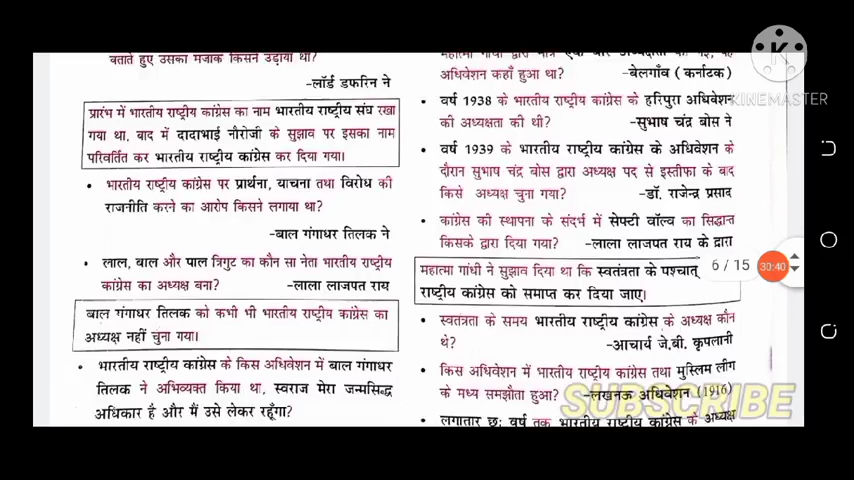 बताते हुए उसका मजाक किसने उड़ाया था?
-लॉर्ड डफरिन ने
प्रारंभ में भारतीय राष्ट्रीय कांग्रेस का नाम भारतीय राष्ट्रीय संघ रखा
गया था, बाद में दादाभाई नौरोजी के सुझाव पर इसका नाम
परिवर्तित कर भारतीय राष्ट्रीय कांग्रेस कर दिया गया।
• भारतीय राष्ट्रीय कांग्रेस पर प्रार्थना, याचना तथा विरोध की
राजनीति करने का आरोप किसने लगाया था?
-बाल गंगाधर तिलक ने
• लाल, बाल और पाल त्रिगुट का कौन सा नेता भारतीय राष्ट्रीय
कांग्रेस का अध्यक्ष बना? -लाला लाजपत राय
बाल गंगाधर तिलक को कभी भी भारतीय राष्ट्रीय कांग्रेस का
अध्यक्ष नहीं चुना गया।
• भारतीय राष्ट्रीय कांग्रेस के किस अधिवेशन में बाल गंगाधर
तिलक ने अभिव्यक्त किया था, स्वराज मेरा जन्मसिद्ध
अधिकार है और मैं उसे लेकर रहूँगा?
महात्मा गांधी द्वारा मात्र एक बार अध्यक्षता की गई, यह
अधिवेशन कहाँ हुआ था? -बेलगाँव (कर्नाटक)
• वर्ष 1938 के भारतीय राष्ट्रीय कांग्रेस के हरिपुरा अधिवेशन
की अध्यक्षता की थी? -सुभाष चंद्र बोस ने
• वर्ष 1939 के भारतीय राष्ट्रीय कांग्रेस के अधिवेशन के
दौरान सुभाष चंद्र बोस द्वारा अध्यक्ष पद से इस्तीफा के बाद
किसे अध्यक्ष चुना गया? -डॉ. राजेन्द्र प्रसाद
• कांग्रेस की स्थापना के संदर्भ में सेफ्टी वॉल्व का सिद्धान्त
किसके द्वारा दिया गया? -लाला लाजपत राय के द्वारा
महात्मा गांधी ने सुझाव दिया था कि स्वतंत्रता के पश्चात्
राष्ट्रीय कांग्रेस को समाप्त कर दिया जाए।
• स्वतंत्रता के समय भारतीय राष्ट्रीय कांग्रेस के अध्यक्ष कौन
थे? -आचार्य जे.बी. कृपलानी
• किस अधिवेशन में भारतीय राष्ट्रीय कांग्रेस तथा मुस्लिम लीग
के मध्य समझौता हुआ? -लखनऊ अधिवेशन (1916)
• लगातार छः वर्ष तक भारतीय राष्ट्रीय कांग्रेस के अध्यक्ष
KINEMASTER
6 / 15
30:40
SUBSCRIBE